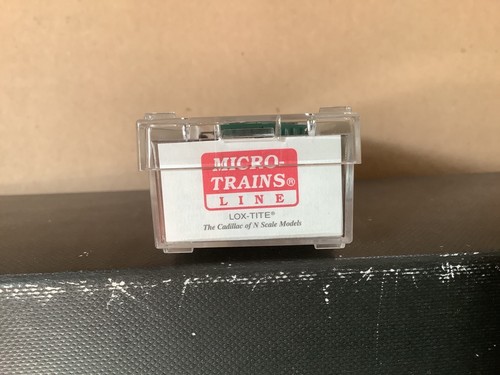 MICRO-
TRAINS®
LINE
LOX-TITE®
The Cadillac of N Scale Models